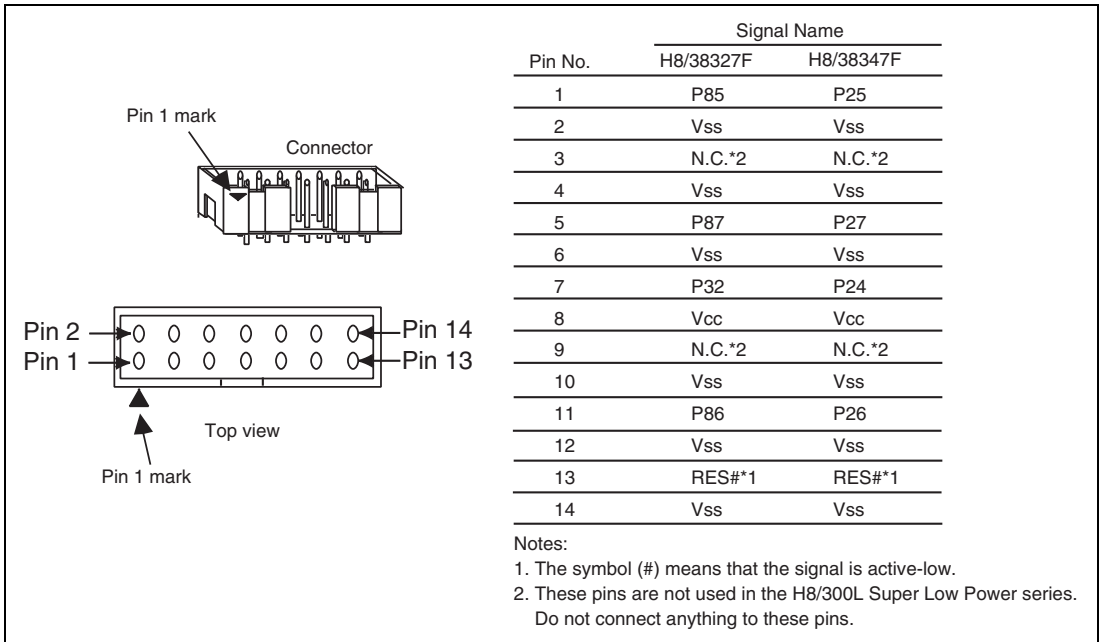 Pin 1 mark
Connector
Pin 2
Pin 14
Pin 1
Pin 13
Top view
Pin 1 mark
Signal Name
Pin No. H8/38327F H8/38347F
1 P85 P25
2 Vss Vss
3 N.C.*2 N.C.*2
4 Vss Vss
5 P87 P27
6 Vss Vss
7 P32 P24
8 Vcc Vcc
9 N.C.*2 N.C.*2
10 Vss Vss
11 P86 P26
12 Vss Vss
13 RES#*1 RES#*1
14 Vss Vss
Notes:
1. The symbol (#) means that the signal is active-low.
2. These pins are not used in the H8/300L Super Low Power series.
Do not connect anything to these pins.